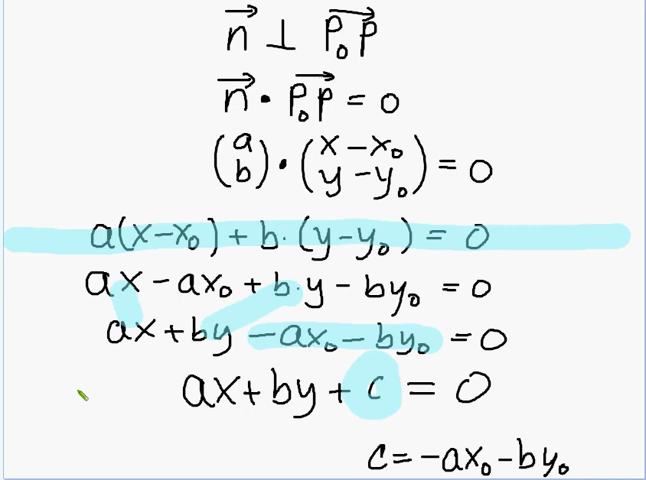 n⃗ ⊥ P₀P⃗
n⃗ · P₀P⃗ = 0
(a b) · (x − x₀ y − y₀) = 0
a(x−x₀) + b·(y−y₀) = 0
ax − ax₀ + b·y − by₀ = 0
ax + by − ax₀ − by₀ = 0
ax + by + c = 0
c = −ax₀ − by₀